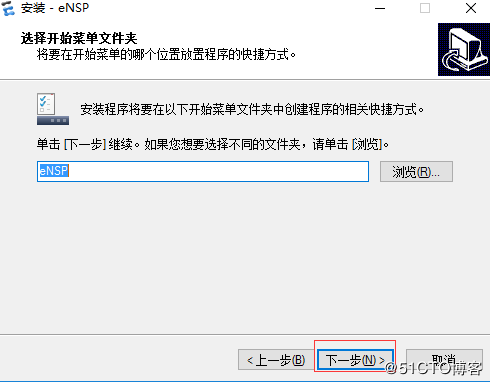 安装 - eNSP
选择开始菜单文件夹
将要在开始菜单的哪个位置放置程序的快捷方式。
安装程序将要在以下开始菜单文件夹中创建程序的相关快捷方式。
单击 [下一步] 继续。如果您想要选择不同的文件夹，请单击 [浏览]。
eNSP
浏览(R)...
< 上一步(B)
下一步(N) >
取消
@51CTO博客